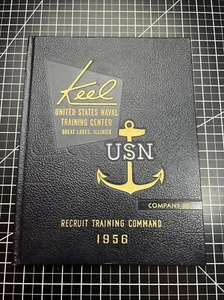 Keel
UNITED STATES NAVAL
TRAINING CENTER
GREAT LAKES, ILLINOIS
USN
COMPANY
RECRUIT TRAINING COMMAND
1956